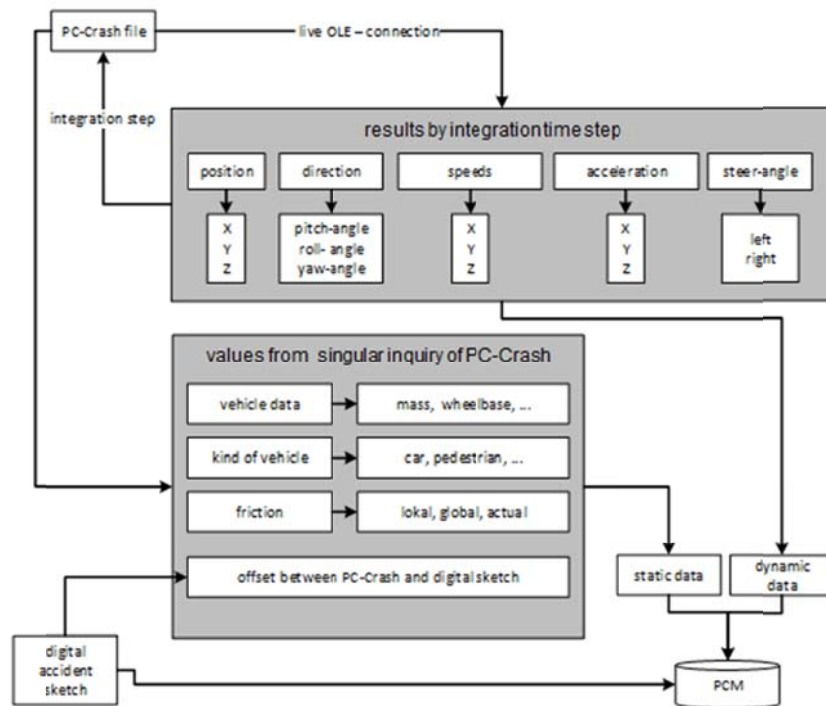 PC-Crash file
live OLE – connection
integration step
results by integration time step
position
direction
speeds
acceleration
steer-angle
X
Y
Z
pitch-angle
roll- angle
yaw-angle
X
Y
Z
X
Y
Z
left
right
values from singular inquiry of PC-Crash
vehicle data
mass, wheelbase, ...
kind of vehicle
car, pedestrian, ...
friction
lokal, global, actual
offset between PC-Crash and digital sketch
static data
dynamic
data
digital
accident
sketch
PCM